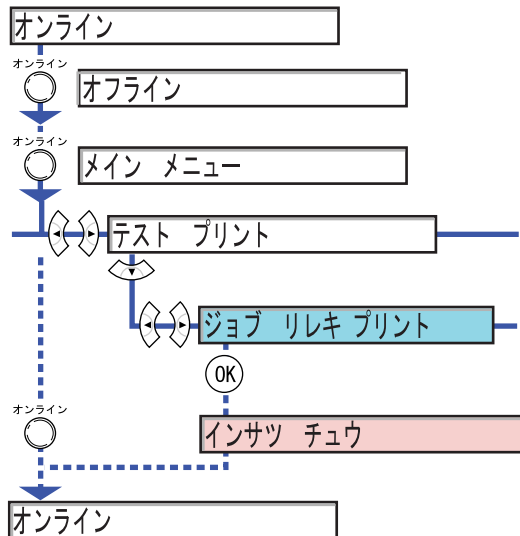 オンライン
オンライン
オフライン
オンライン
メイン メニュー
テスト プリント
ジョブ リレキ プリント
OK
オンライン
インサツ チュウ
オンライン